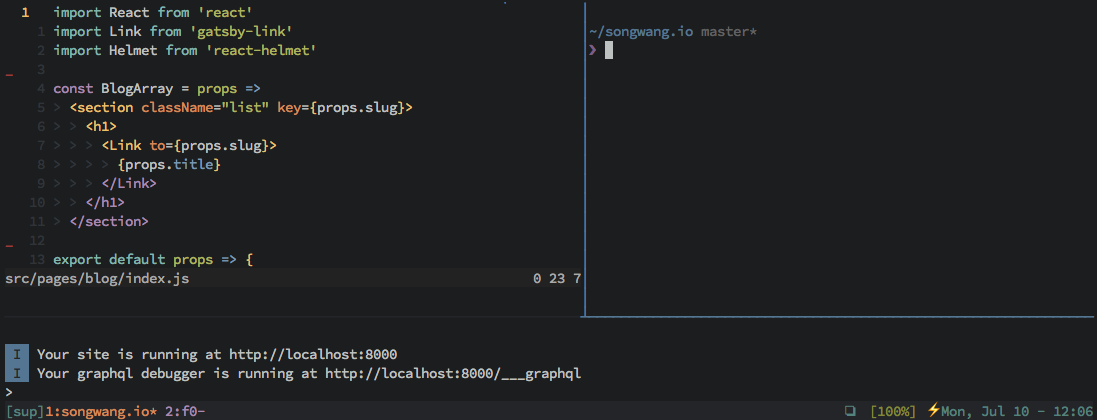 1 import React from 'react'
1 import Link from 'gatsby-link'
2 import Helmet from 'react-helmet'
3
4 const BlogArray = props =>
5 > <section className="list" key={props.slug}>
6 > > <h1>
7 > > > <Link to={props.slug}>
8 > > > > {props.title}
9 > > > </Link>
10 > > </h1>
11 > </section>
12
13 export default props => {
src/pages/blog/index.js 0 23 7
~/songwang.io master*
❯
I Your site is running at http://localhost:8000
I Your graphql debugger is running at http://localhost:8000/___graphql
>
[sup]1:songwang.io* 2:f0- ❏ [100%] ⚡Mon, Jul 10 - 12:06